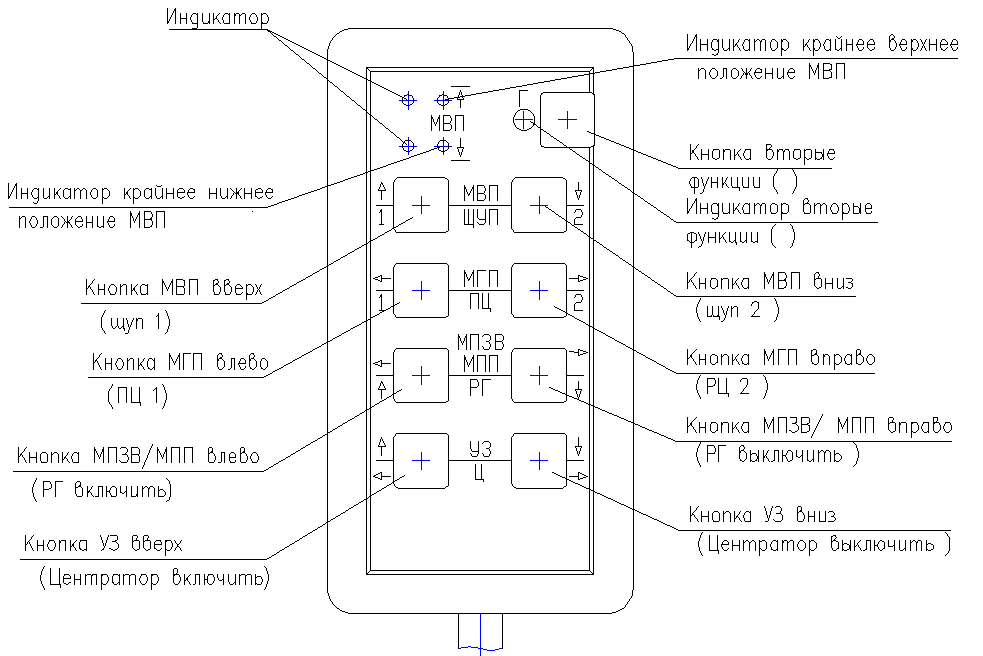 Индикатор
Индикатор крайнее верхнее
положение МВП
Г
МВП
Кнопка вторые
функции ( )
Индикатор крайнее нижнее
положение МВП
Индикатор вторые
функции ( )
1 МВП 2
ЩУП
Кнопка МВП вверх
(щуп 1)
Кнопка МВП вниз
(щуп 2 )
МГП
1 ПЦ 2
Кнопка МГП влево
(ПЦ 1)
Кнопка МГП вправо
(РЦ 2 )
МПЗВ
МПП
РГ
Кнопка МПЗВ/МПП влево
(РГ включить)
Кнопка МПЗВ/ МПП вправо
(РГ выключить )
УЗ
Ц
Кнопка УЗ вверх
(Центратор включить)
Кнопка УЗ вниз
(Центратор выключить )